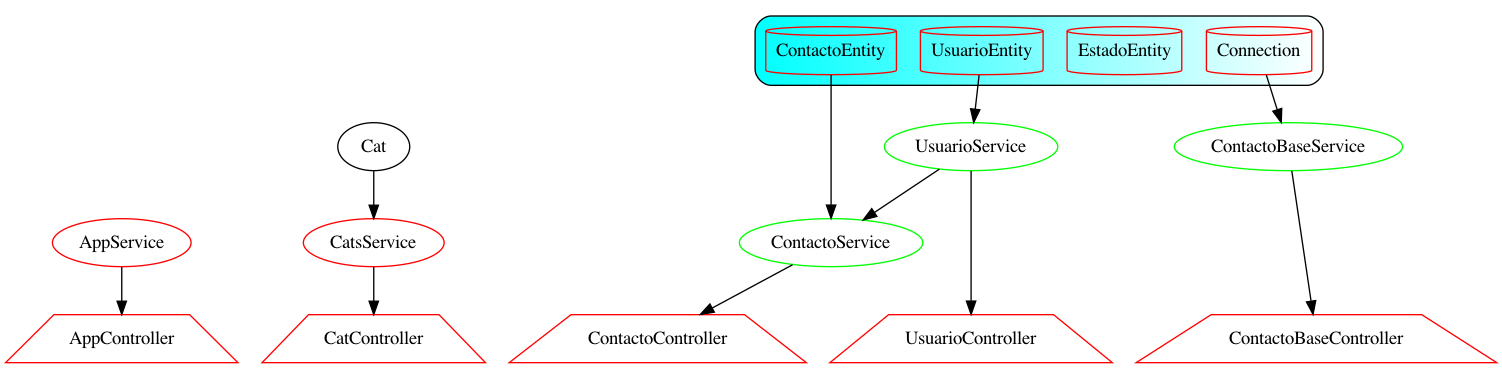 ContactoEntity
UsuarioEntity
EstadoEntity
Connection
Cat
UsuarioService
ContactoBaseService
AppService
CatsService
ContactoService
AppController
CatController
ContactoController
UsuarioController
ContactoBaseController